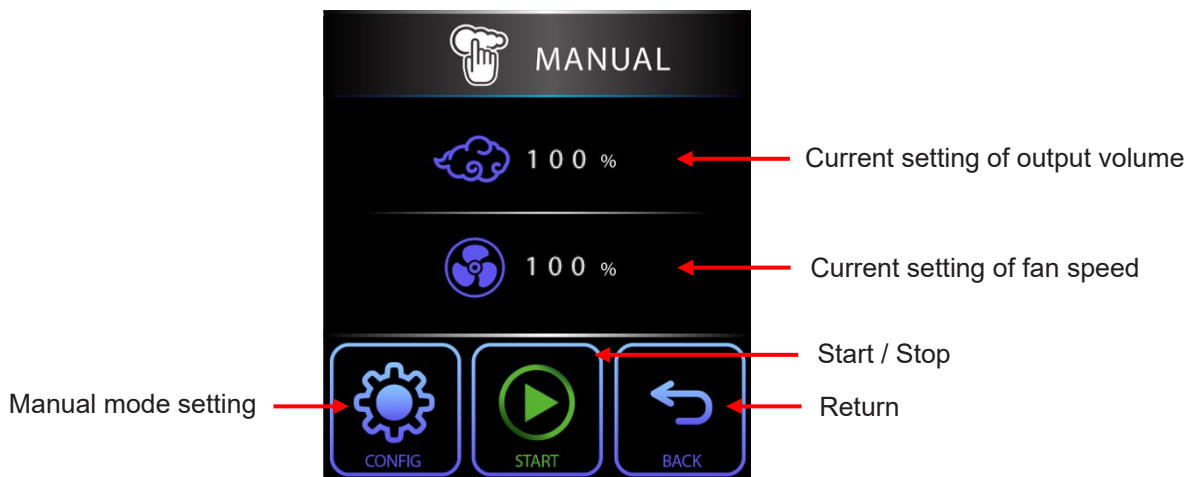 MANUAL
100 %
Current setting of output volume
100 %
Current setting of fan speed
Start / Stop
Manual mode setting
Return
CONFIG
START
BACK